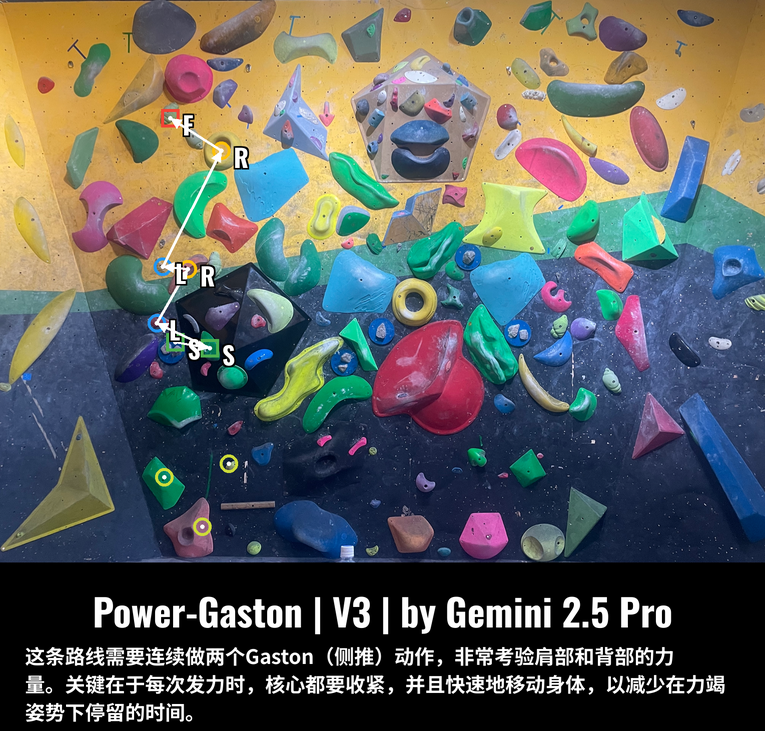 F
R
L R
L
S S
Power-Gaston | V3 | by Gemini 2.5 Pro
这条路线需要连续做两个Gaston（侧推）动作，非常考验肩部和背部的力
量。关键在于每次发力时，核心都要收紧，并且快速地移动身体，以减少在力竭
姿势下停留的时间。